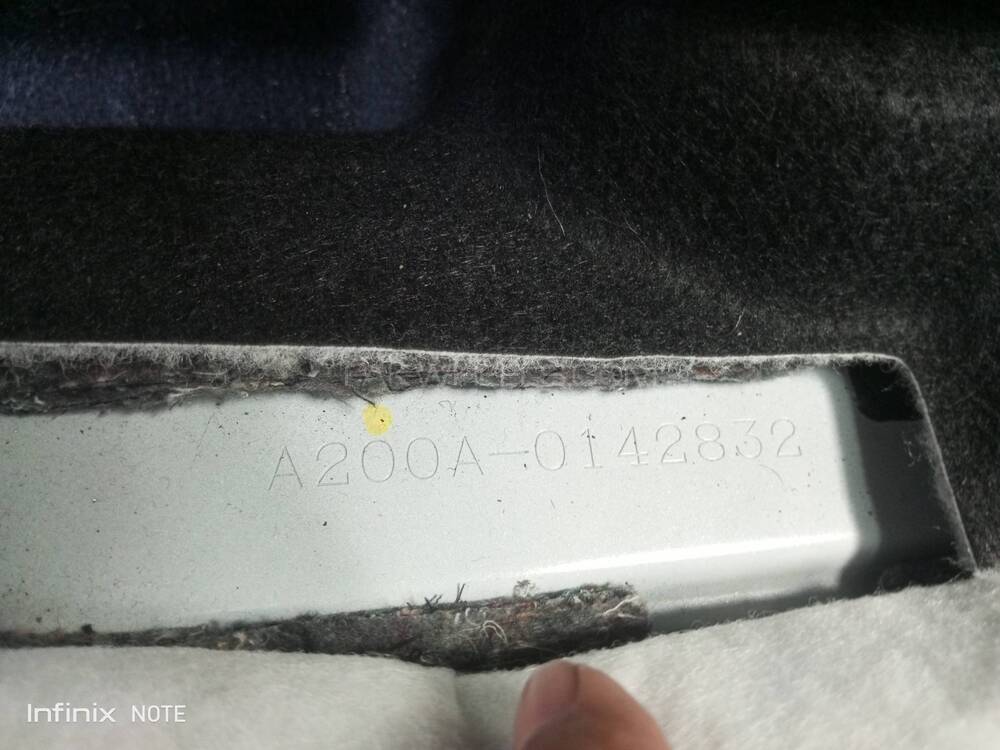 A200A-0142832
Infinix NOTE